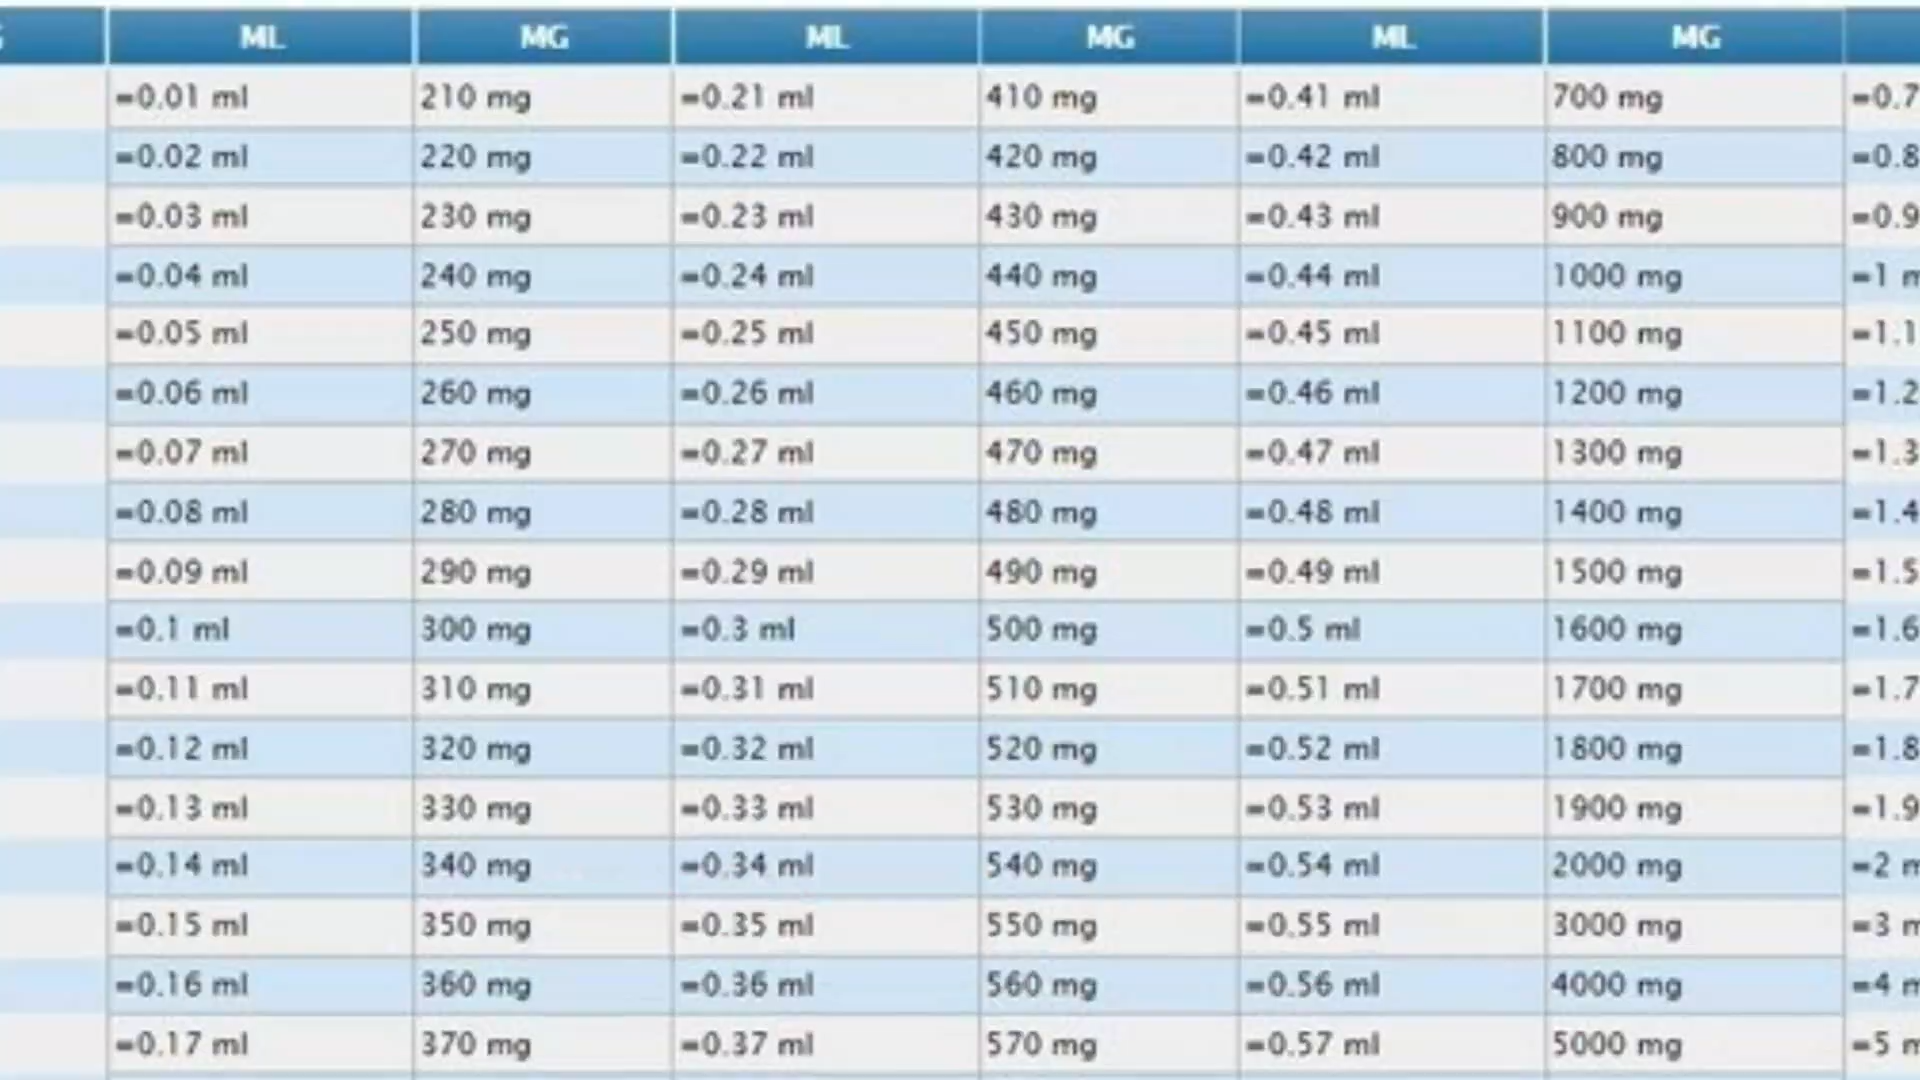 ML MG ML MG ML MG
=0.01 ml 210 mg =0.21 ml 410 mg =0.41 ml 700 mg =0.7
=0.02 ml 220 mg =0.22 ml 420 mg =0.42 ml 800 mg =0.8
=0.03 ml 230 mg =0.23 ml 430 mg =0.43 ml 900 mg =0.9
=0.04 ml 240 mg =0.24 ml 440 mg =0.44 ml 1000 mg =1
=0.05 ml 250 mg =0.25 ml 450 mg =0.45 ml 1100 mg =1.1
=0.06 ml 260 mg =0.26 ml 460 mg =0.46 ml 1200 mg =1.2
=0.07 ml 270 mg =0.27 ml 470 mg =0.47 ml 1300 mg =1.3
=0.08 ml 280 mg =0.28 ml 480 mg =0.48 ml 1400 mg =1.4
=0.09 ml 290 mg =0.29 ml 490 mg =0.49 ml 1500 mg =1.5
=0.1 ml 300 mg =0.3 ml 500 mg =0.5 ml 1600 mg =1.6
=0.11 ml 310 mg =0.31 ml 510 mg =0.51 ml 1700 mg =1.7
=0.12 ml 320 mg =0.32 ml 520 mg =0.52 ml 1800 mg =1.8
=0.13 ml 330 mg =0.33 ml 530 mg =0.53 ml 1900 mg =1.9
=0.14 ml 340 mg =0.34 ml 540 mg =0.54 ml 2000 mg =2
=0.15 ml 350 mg =0.35 ml 550 mg =0.55 ml 3000 mg =3
=0.16 ml 360 mg =0.36 ml 560 mg =0.56 ml 4000 mg =4
=0.17 ml 370 mg =0.37 ml 570 mg =0.57 ml 5000 mg =5